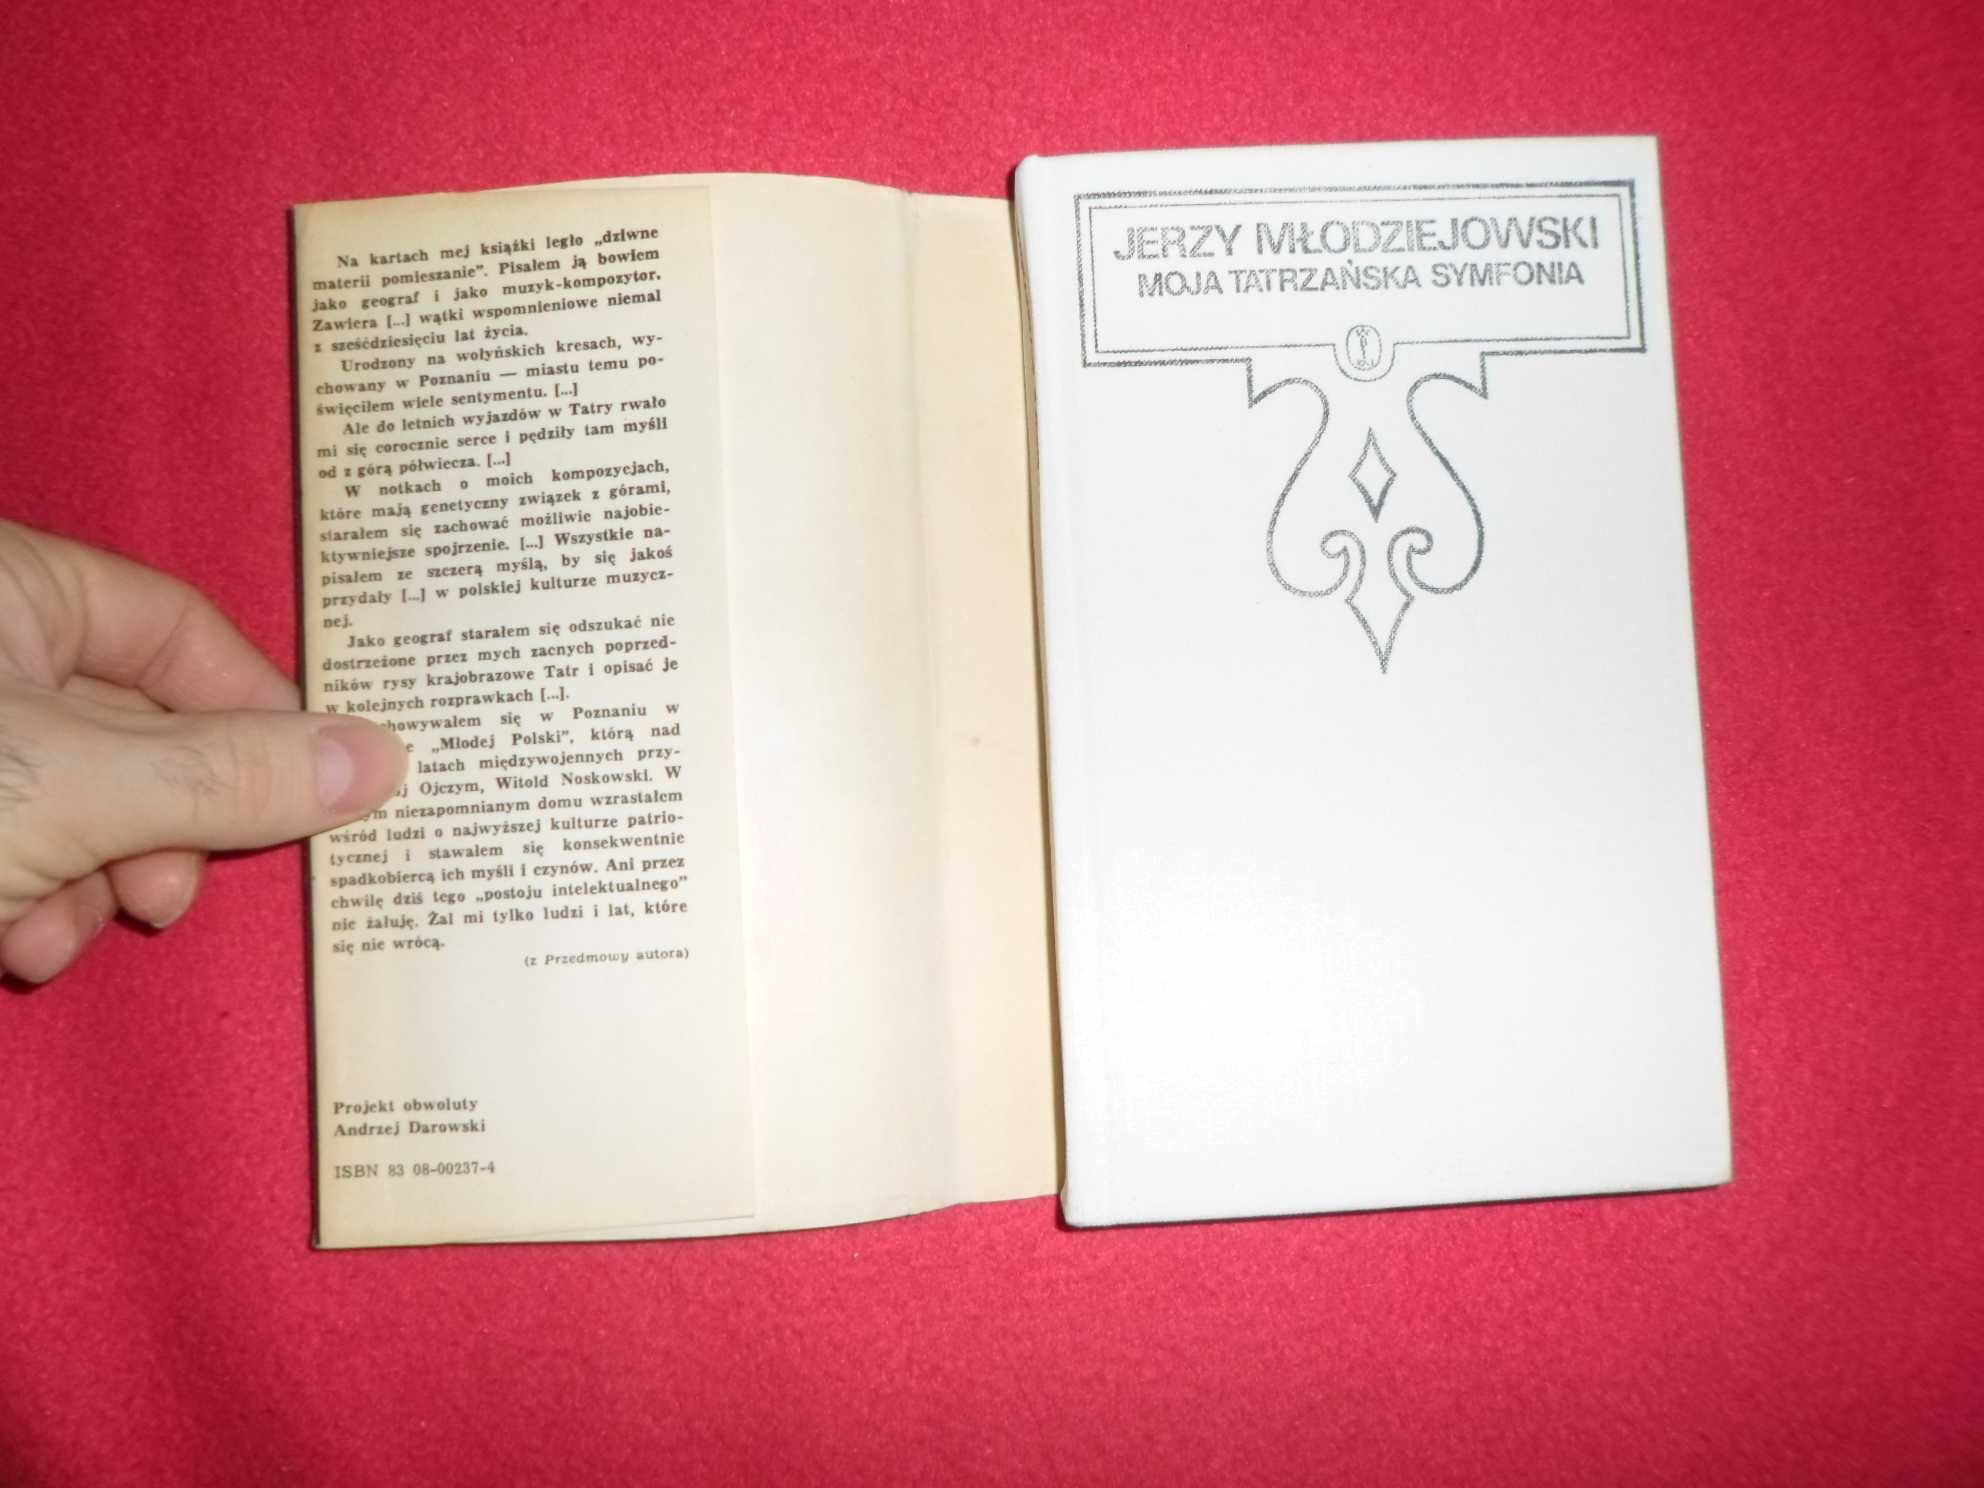 Na kartach mej książki legło „dziwne
materii pomieszanie”. Pisałem ją bowiem
jako geograf i jako muzyk-kompozytor.
Zawiera [...] wątki wspomnieniowe niemal
z sześćdziesięciu lat życia.
Urodzony na wołyńskich kresach, wy-
chowany w Poznaniu — miastu temu po-
święciłem wiele sentymentu. [...]
Ale do letnich wyjazdów w Tatry rwało
mi się corocznie serce i pędziły tam myśli
od z górą półwiecza. [...]
W notkach o moich kompozycjach,
które mają genetyczny związek z górami,
starałem się zachować możliwie najobie-
ktywniejsze spojrzenie. [...] Wszystkie na-
pisałem ze szczerą myślą, by się jakoś
przydały [...] w polskiej kulturze muzycz-
nej.
Jako geograf starałem się odszukać nie
dostrzeżone przez mych zacnych poprzed-
ników rysy krajobrazowe Tatr i opisać je
w kolejnych rozprawkach [...].
howywałem się w Poznaniu w
e „Młodej Polski”, którą nad
latach międzywojennych przy-
j Ojczym, Witold Noskowski. W
ym niezapomnianym domu wzrastałem
wśród ludzi o najwyższej kulturze patrio-
tycznej i stawałem się konsekwentnie
spadkobiercą ich myśli i czynów. Ani przez
chwilę dziś tego „postoju intelektualnego”
nie żałuję. Żal mi tylko ludzi i lat, które
się nie wrócą.
(z Przedmowy autora)
Projekt obwoluty
Andrzej Darowski
ISBN 83 08-00237-4
JERZY MŁODZIEJOWSKI
MOJA TATRZAŃSKA SYMFONIA